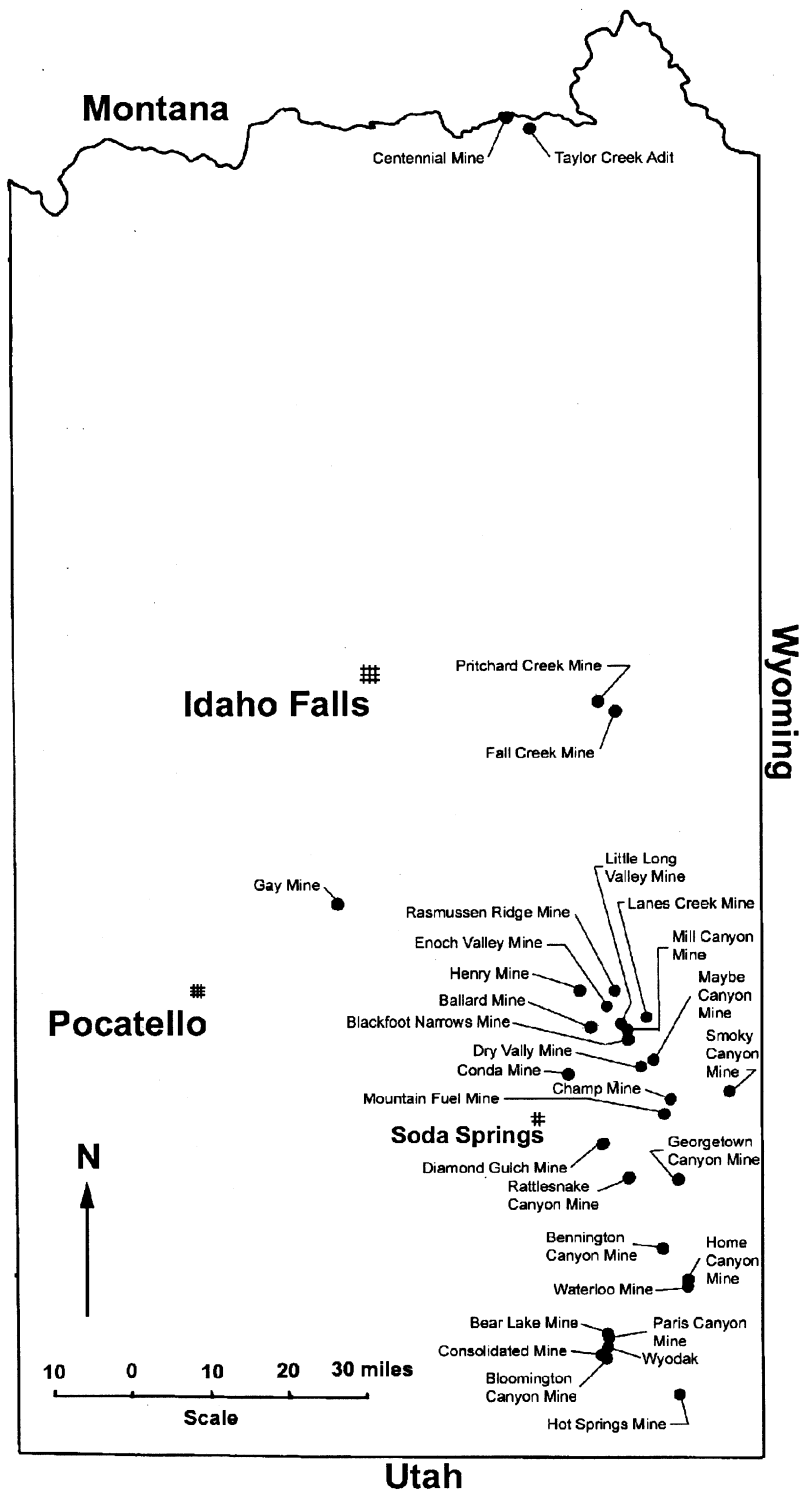 Montana
Centennial Mine
Taylor Creek Adit
Wyoming
Pritchard Creek Mine
Idaho Falls
Fall Creek Mine
Little Long
Valley Mine
Gay Mine
Lanes Creek Mine
Rasmussen Ridge Mine
Mill Canyon
Mine
Enoch Valley Mine
Henry Mine
Maybe
Canyon
Mine
Ballard Mine
Pocatello
Blackfoot Narrows Mine
Smoky
Canyon
Mine
Dry Vally Mine
Conda Mine
Champ Mine
Mountain Fuel Mine
Soda Springs
Georgetown
Canyon Mine
N
Diamond Gulch Mine
Rattlesnake
Canyon Mine
Bennington
Canyon Mine
Home
Canyon
Mine
Waterloo Mine
Bear Lake Mine
Paris Canyon
Mine
Consolidated Mine
Wyodak
Bloomington
Canyon Mine
10 0 10 20 30 miles
Scale
Hot Springs Mine
Utah